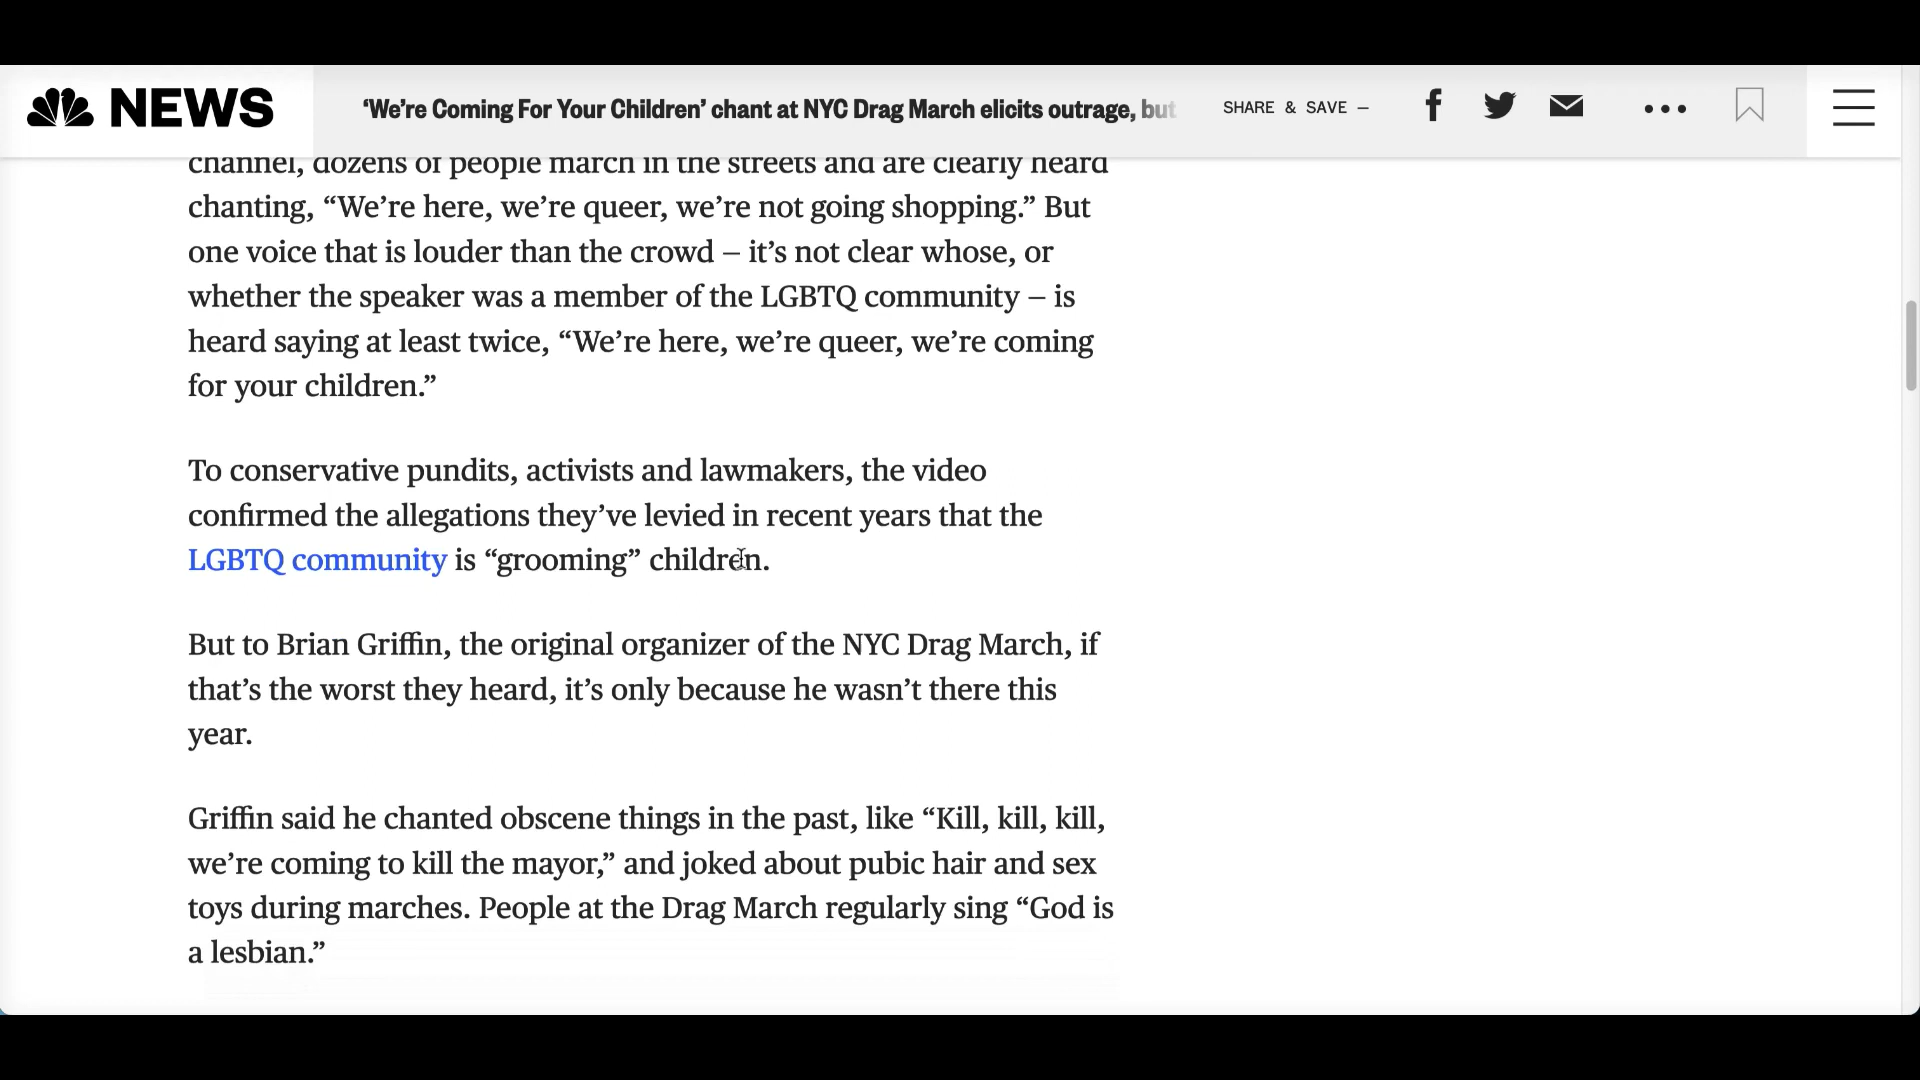 NEWS
‘We’re Coming For Your Children’ chant at NYC Drag March elicits outrage, but
SHARE & SAVE —
channel, dozens of people march in the streets and are clearly heard
chanting, “We’re here, we’re queer, we’re not going shopping.” But
one voice that is louder than the crowd — it’s not clear whose, or
whether the speaker was a member of the LGBTQ community — is
heard saying at least twice, “We’re here, we’re queer, we’re coming
for your children.”
To conservative pundits, activists and lawmakers, the video
confirmed the allegations they’ve levied in recent years that the
LGBTQ community is “grooming” children.
But to Brian Griffin, the original organizer of the NYC Drag March, if
that’s the worst they heard, it’s only because he wasn’t there this
year.
Griffin said he chanted obscene things in the past, like “Kill, kill, kill,
we’re coming to kill the mayor,” and joked about pubic hair and sex
toys during marches. People at the Drag March regularly sing “God is
a lesbian.”